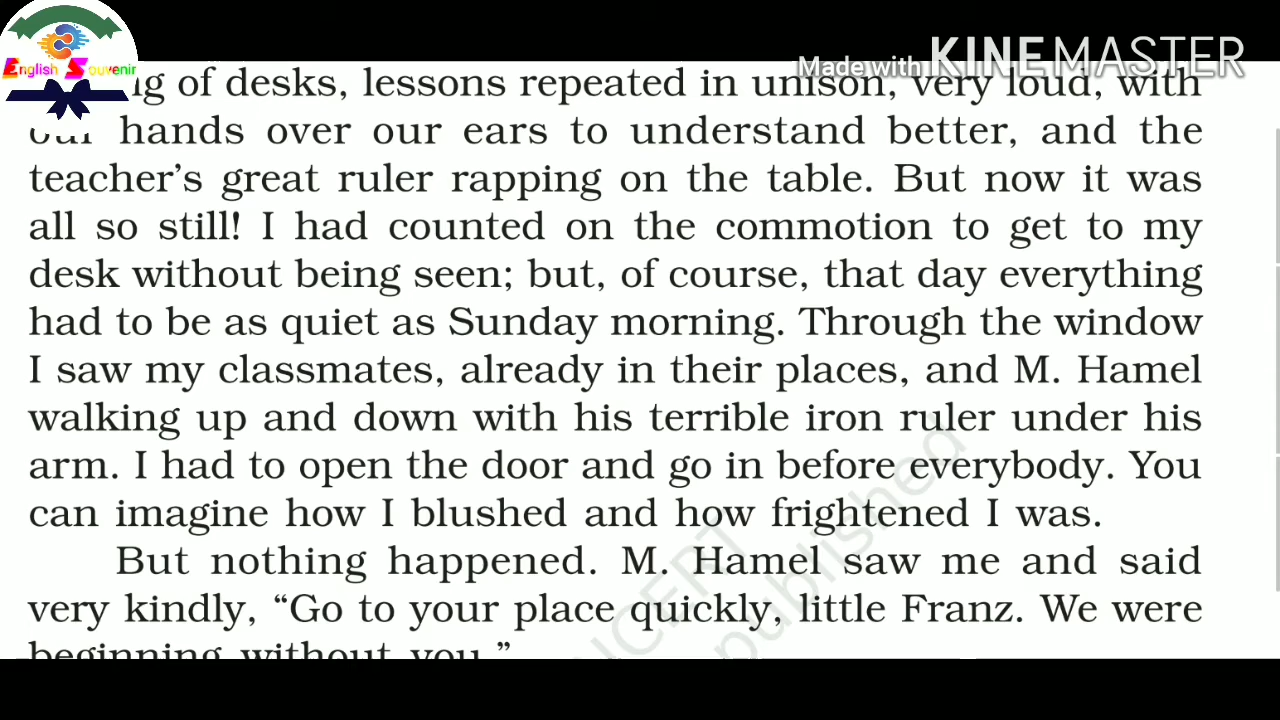 English Souvenir
Made with KINEMASTER
of desks, lessons repeated in unison, very loud, with
our hands over our ears to understand better, and the
teacher’s great ruler rapping on the table. But now it was
all so still! I had counted on the commotion to get to my
desk without being seen; but, of course, that day everything
had to be as quiet as Sunday morning. Through the window
I saw my classmates, already in their places, and M. Hamel
walking up and down with his terrible iron ruler under his
arm. I had to open the door and go in before everybody. You
can imagine how I blushed and how frightened I was.
But nothing happened. M. Hamel saw me and said
very kindly, “Go to your place quickly, little Franz. We were
beginning without you.”
NCERT
published